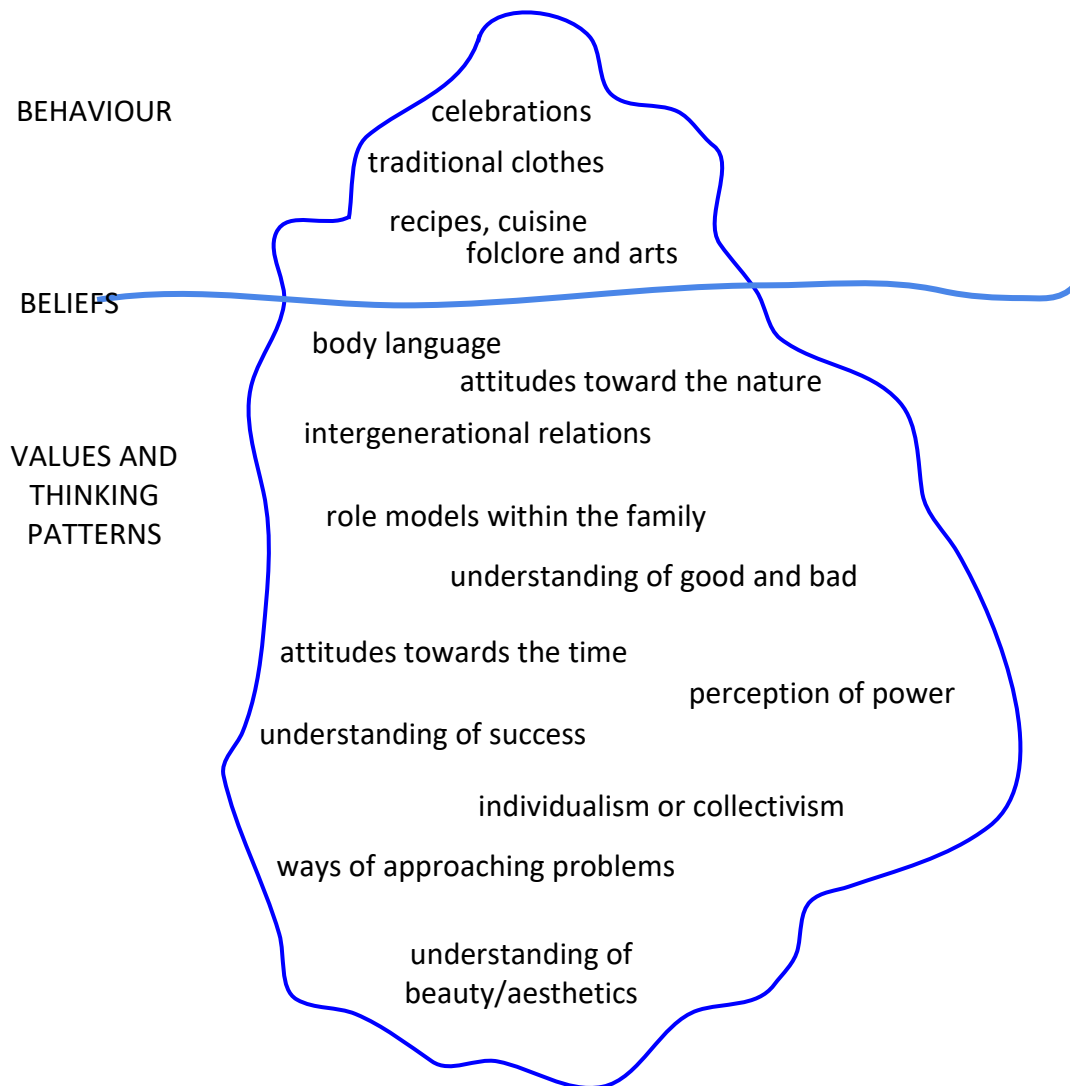 BEHAVIOUR
celebrations
traditional clothes
recipes, cuisine
folclore and arts
BELIEFS
body language
attitudes toward the nature
intergenerational relations
VALUES AND
THINKING
PATTERNS
role models within the family
understanding of good and bad
attitudes towards the time
perception of power
understanding of success
individualism or collectivism
ways of approaching problems
understanding of
beauty/aesthetics